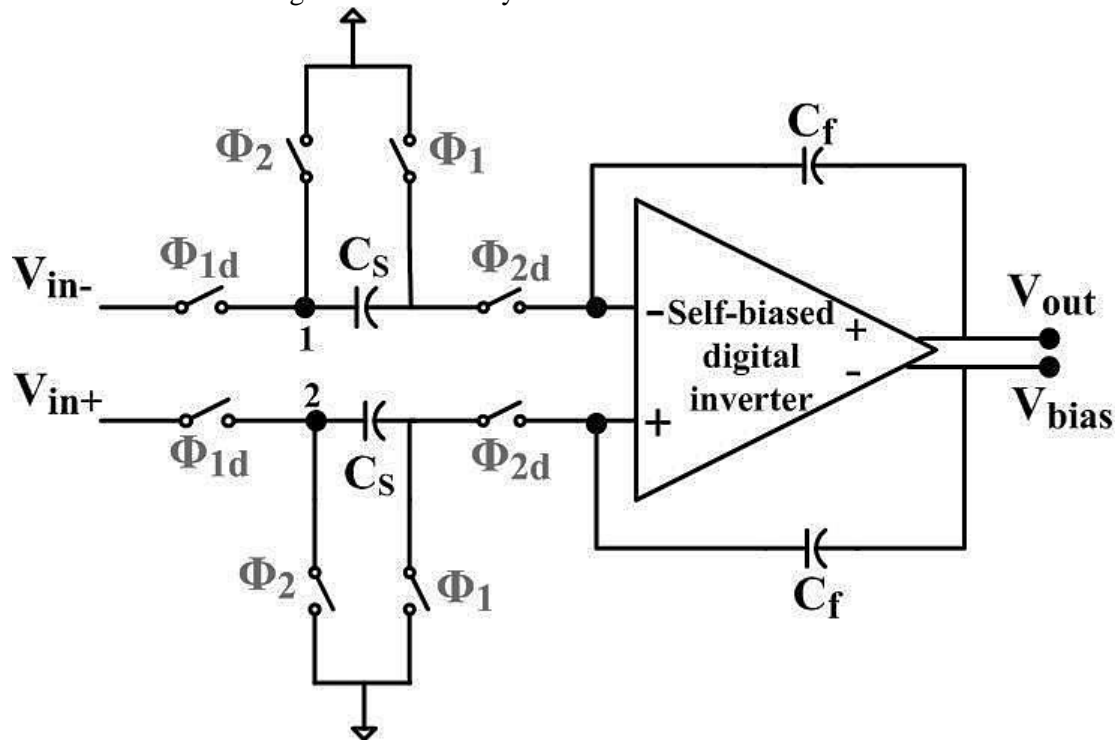 Φ2
Φ1
Cf
Vin-
Φ1d
CS
Φ2d
1
- Self-biased
+
digital
-
inverter
+
Vout
Vbias
Vin+
2
Φ1d
CS
Φ2d
Φ2
Φ1
Cf